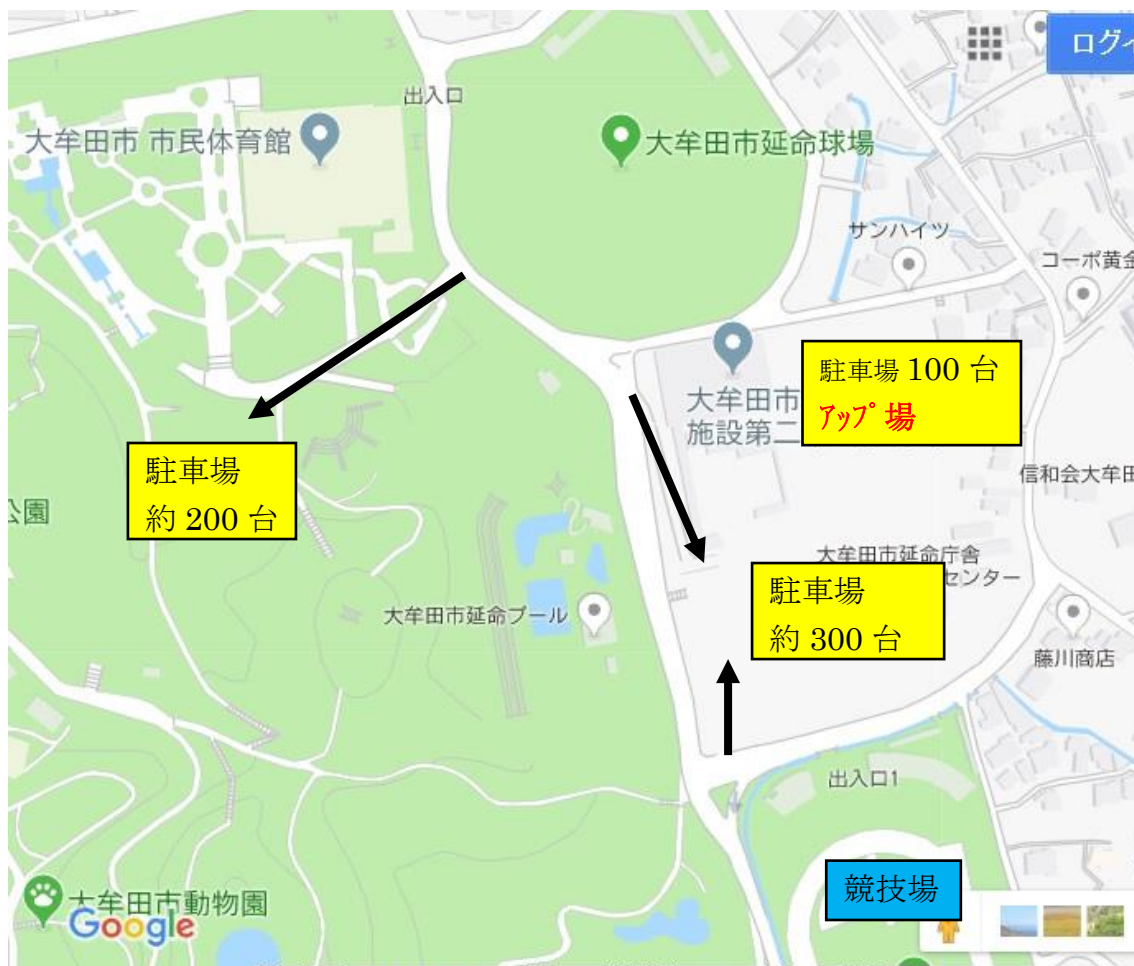 ログイ
出入口
大牟田市 市民体育館
大牟田市延命球場
サンハイツ
コーポ黄金
駐車場 100 台
ｱｯﾌﾟ場
大牟田市
施設第二
駐車場
約 200 台
公園
信和会大牟田
大牟田市延命庁舎
センター
駐車場
約 300 台
大牟田市延命プール
藤川商店
出入口1
競技場
大牟田市動物園
Google